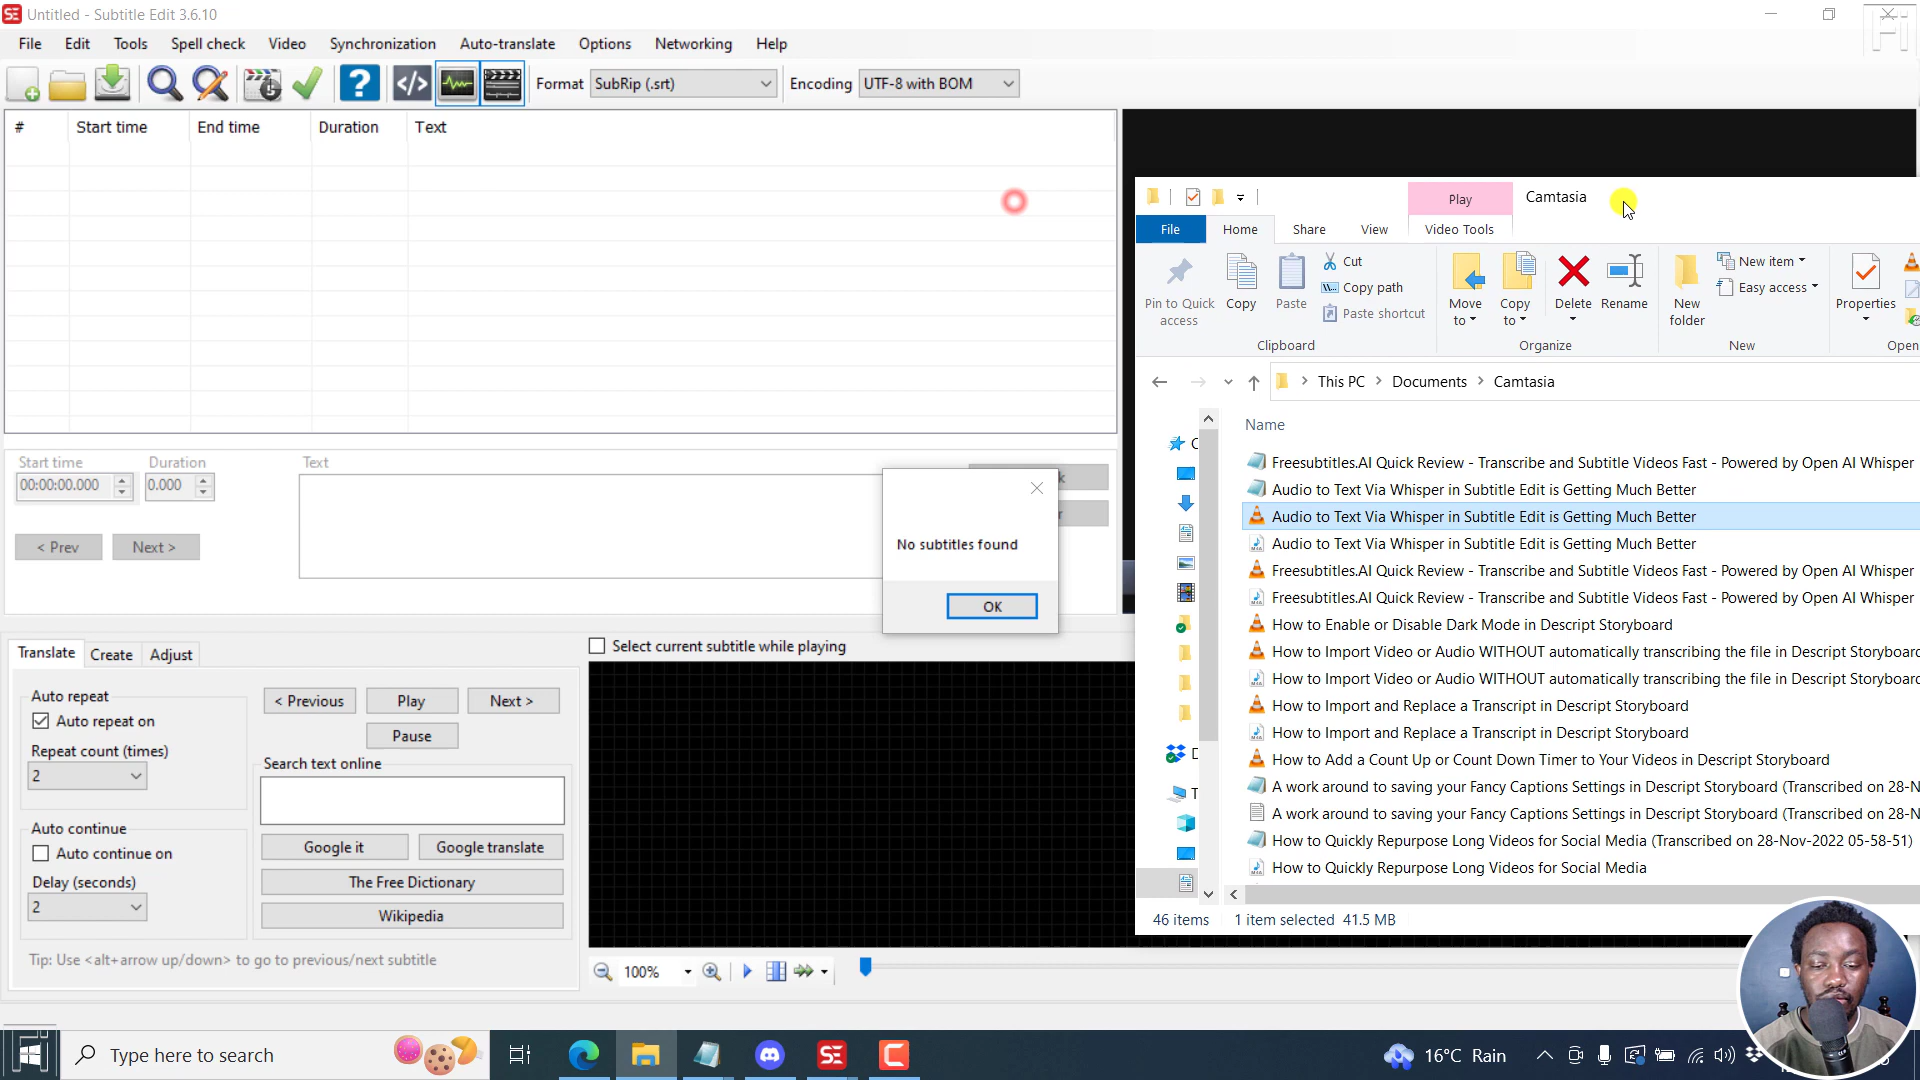 Untitled - Subtitle Edit 3.6.10
File Edit Tools Spell check Video Synchronization Auto-translate Options Networking Help
Format SubRip (.srt) Encoding UTF-8 with BOM
# Start time End time Duration Text
Start time Duration Text
00:00:00.000 0.000
< Prev Next >
No subtitles found
OK
Translate Create Adjust
Select current subtitle while playing
Auto repeat
Auto repeat on
Repeat count (times)
2
Auto continue
Auto continue on
Delay (seconds)
2
< Previous Play Next >
Pause
Search text online
Google it Google translate
The Free Dictionary
Wikipedia
Tip: Use <alt+arrow up/down> to go to previous/next subtitle
100%
Play Camtasia
File Home Share View Video Tools
Pin to Quick access
Copy
Paste
Cut
Copy path
Paste shortcut
Clipboard
Move to
Copy to
Delete
Rename
Organize
New folder
New item
Easy access
New
Properties
Open
This PC > Documents > Camtasia
Name
Freesubtitles.AI Quick Review - Transcribe and Subtitle Videos Fast - Powered by Open AI Whisper
Audio to Text Via Whisper in Subtitle Edit is Getting Much Better
Audio to Text Via Whisper in Subtitle Edit is Getting Much Better
Audio to Text Via Whisper in Subtitle Edit is Getting Much Better
Freesubtitles.AI Quick Review - Transcribe and Subtitle Videos Fast - Powered by Open AI Whisper
Freesubtitles.AI Quick Review - Transcribe and Subtitle Videos Fast - Powered by Open AI Whisper
How to Enable or Disable Dark Mode in Descript Storyboard
How to Import Video or Audio WITHOUT automatically transcribing the file in Descript Storyboard
How to Import Video or Audio WITHOUT automatically transcribing the file in Descript Storyboard
How to Import and Replace a Transcript in Descript Storyboard
How to Import and Replace a Transcript in Descript Storyboard
How to Add a Count Up or Count Down Timer to Your Videos in Descript Storyboard
A work around to saving your Fancy Captions Settings in Descript Storyboard (Transcribed on 28-N
A work around to saving your Fancy Captions Settings in Descript Storyboard (Transcribed on 28-N
How to Quickly Repurpose Long Videos for Social Media (Transcribed on 28-Nov-2022 05-58-51)
How to Quickly Repurpose Long Videos for Social Media
46 items 1 item selected 41.5 MB
Type here to search
SE
16°C Rain